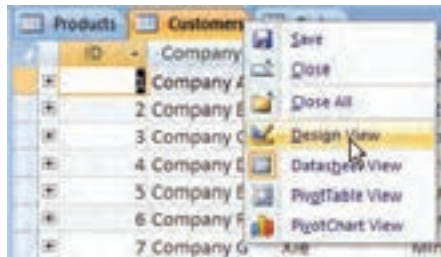 Products Customers
ID Company
Company A
2 Company
3 Company C
4 Company
5 Company
6 Company F
7 Company G
Save
Close
Close All
Design View
Datasheet View
PivotTable View
PivotChart View